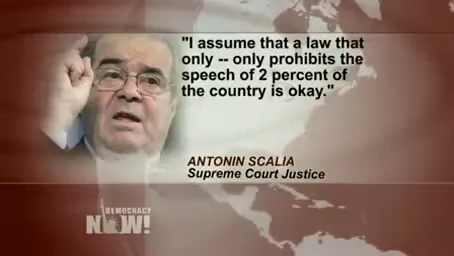 "I assume that a law that
only -- only prohibits the
speech of 2 percent of
the country is okay."
ANTONIN SCALIA
Supreme Court Justice
DEMOCRACY
NOW!